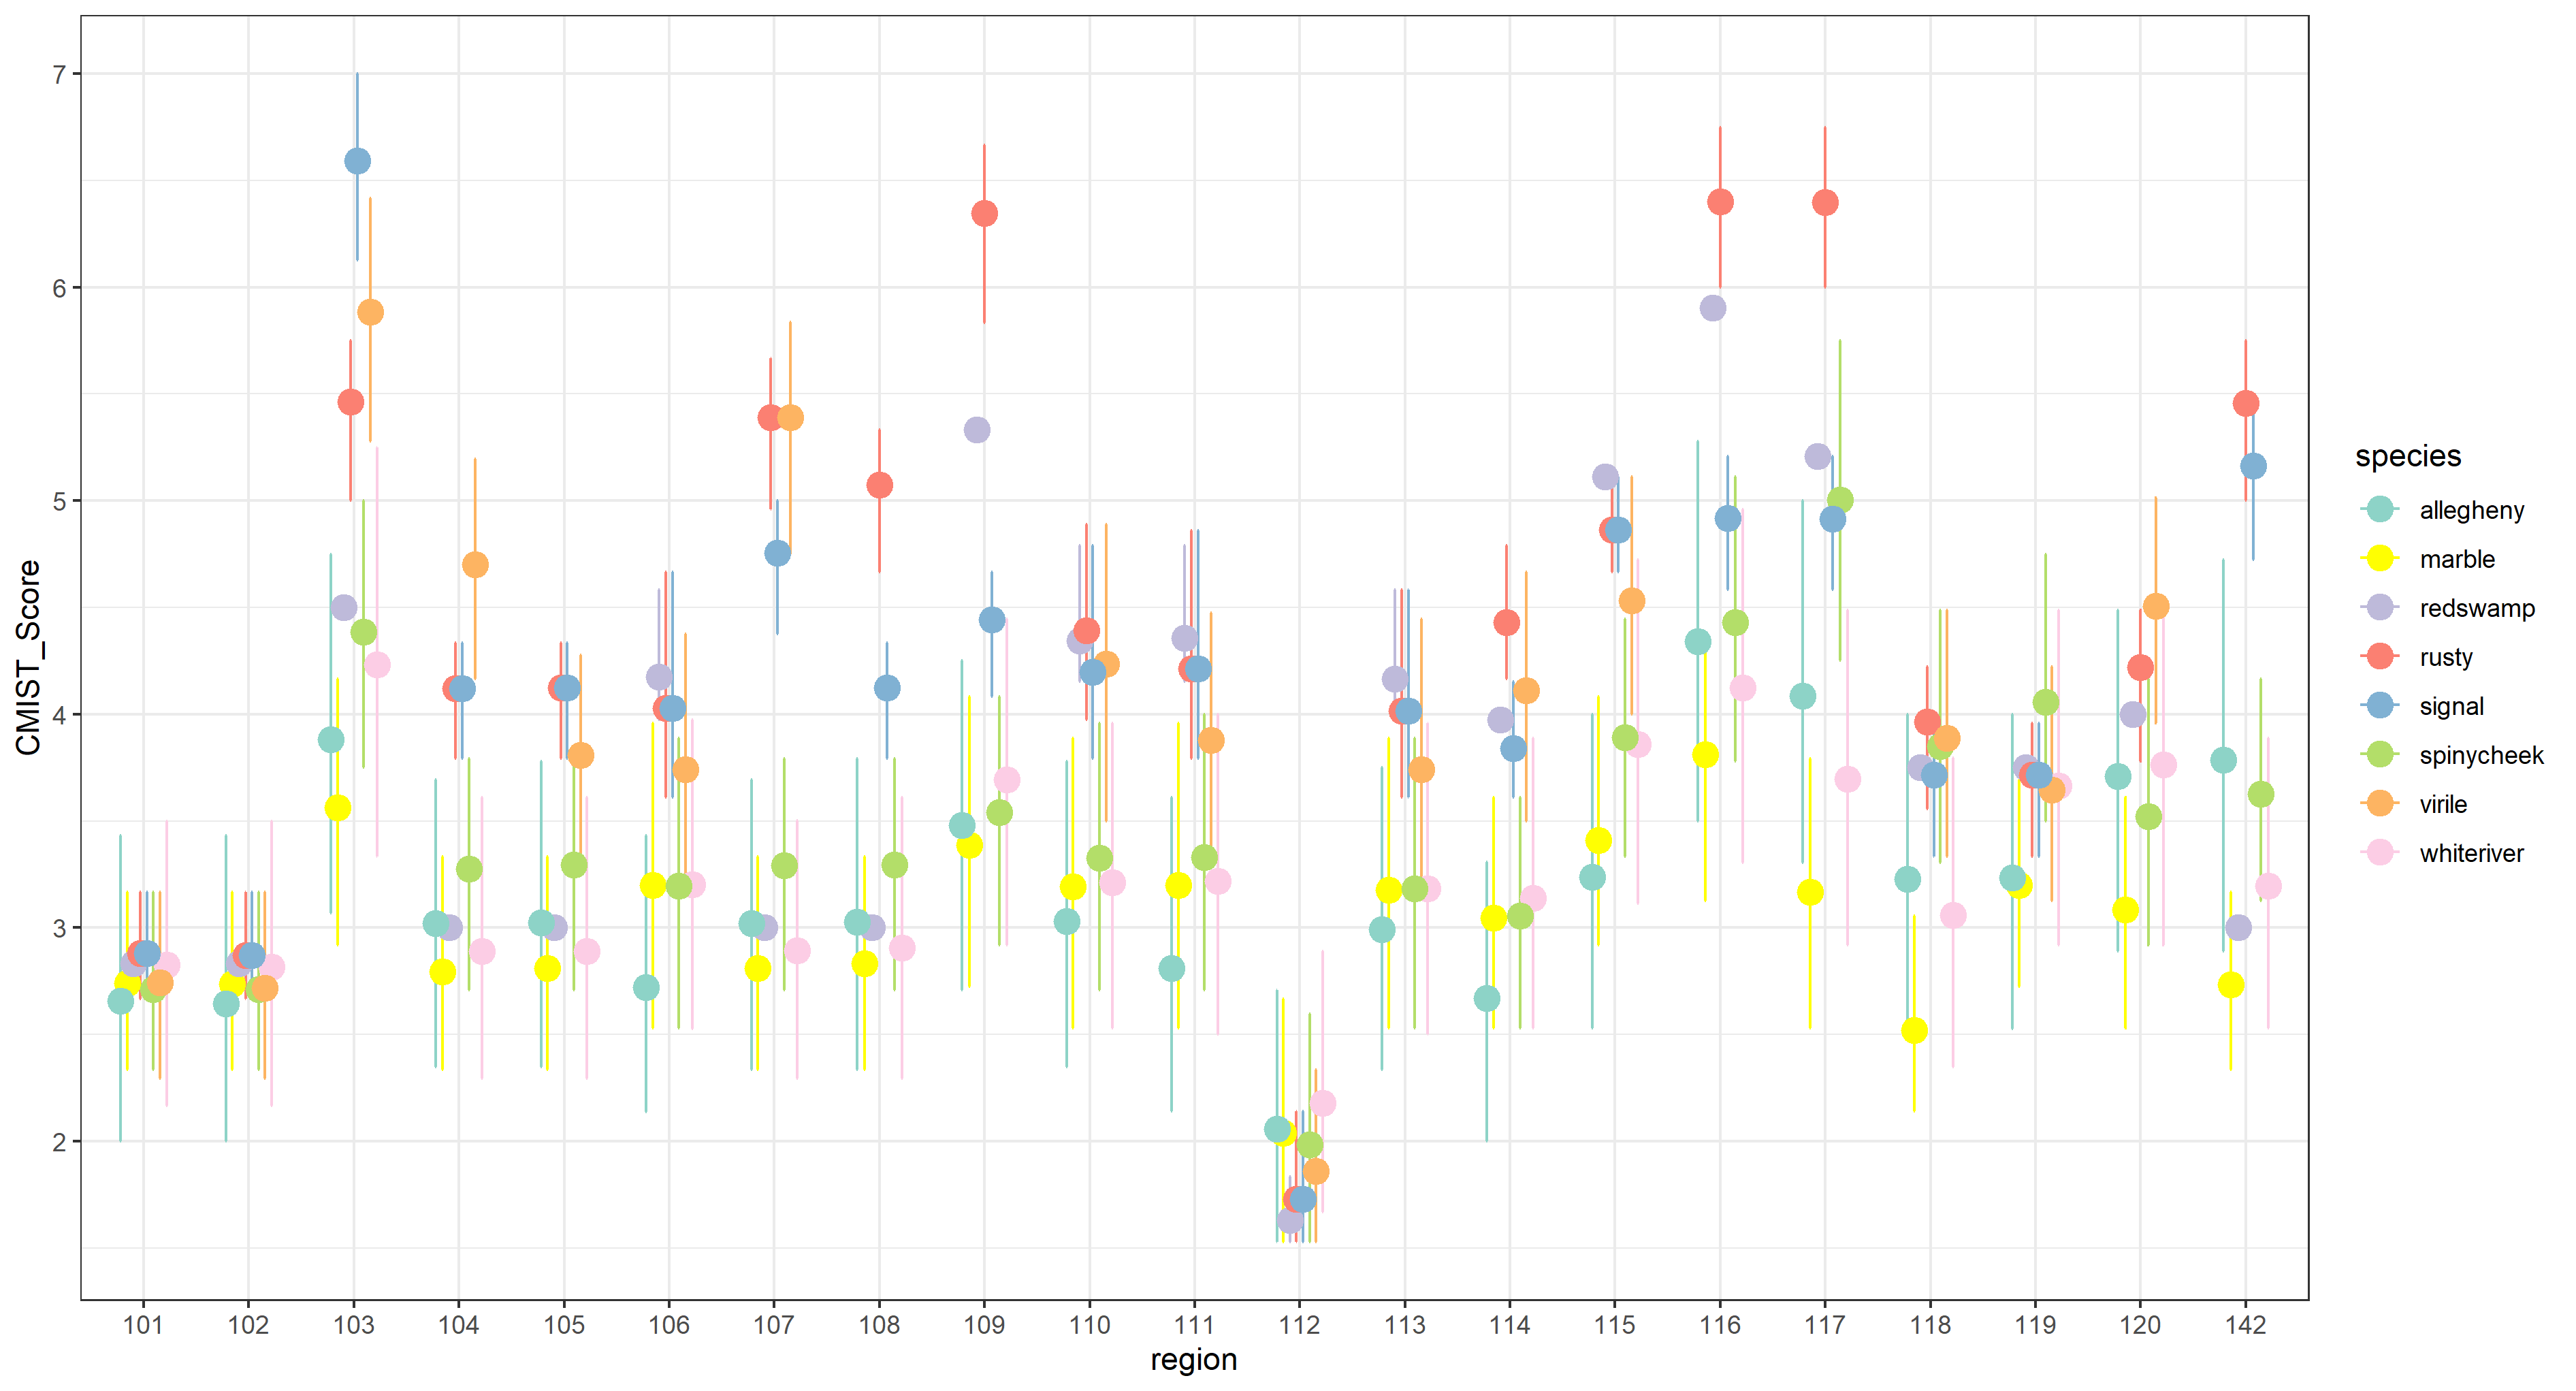 7
6
5
4
3
2
CMIST_Score
101 102 103 104 105 106 107 108 109 110 111 112 113 114 115 116 117 118 119 120 142
region
species
allegheny
marble
redswamp
rusty
signal
spinycheek
virile
whiteriver